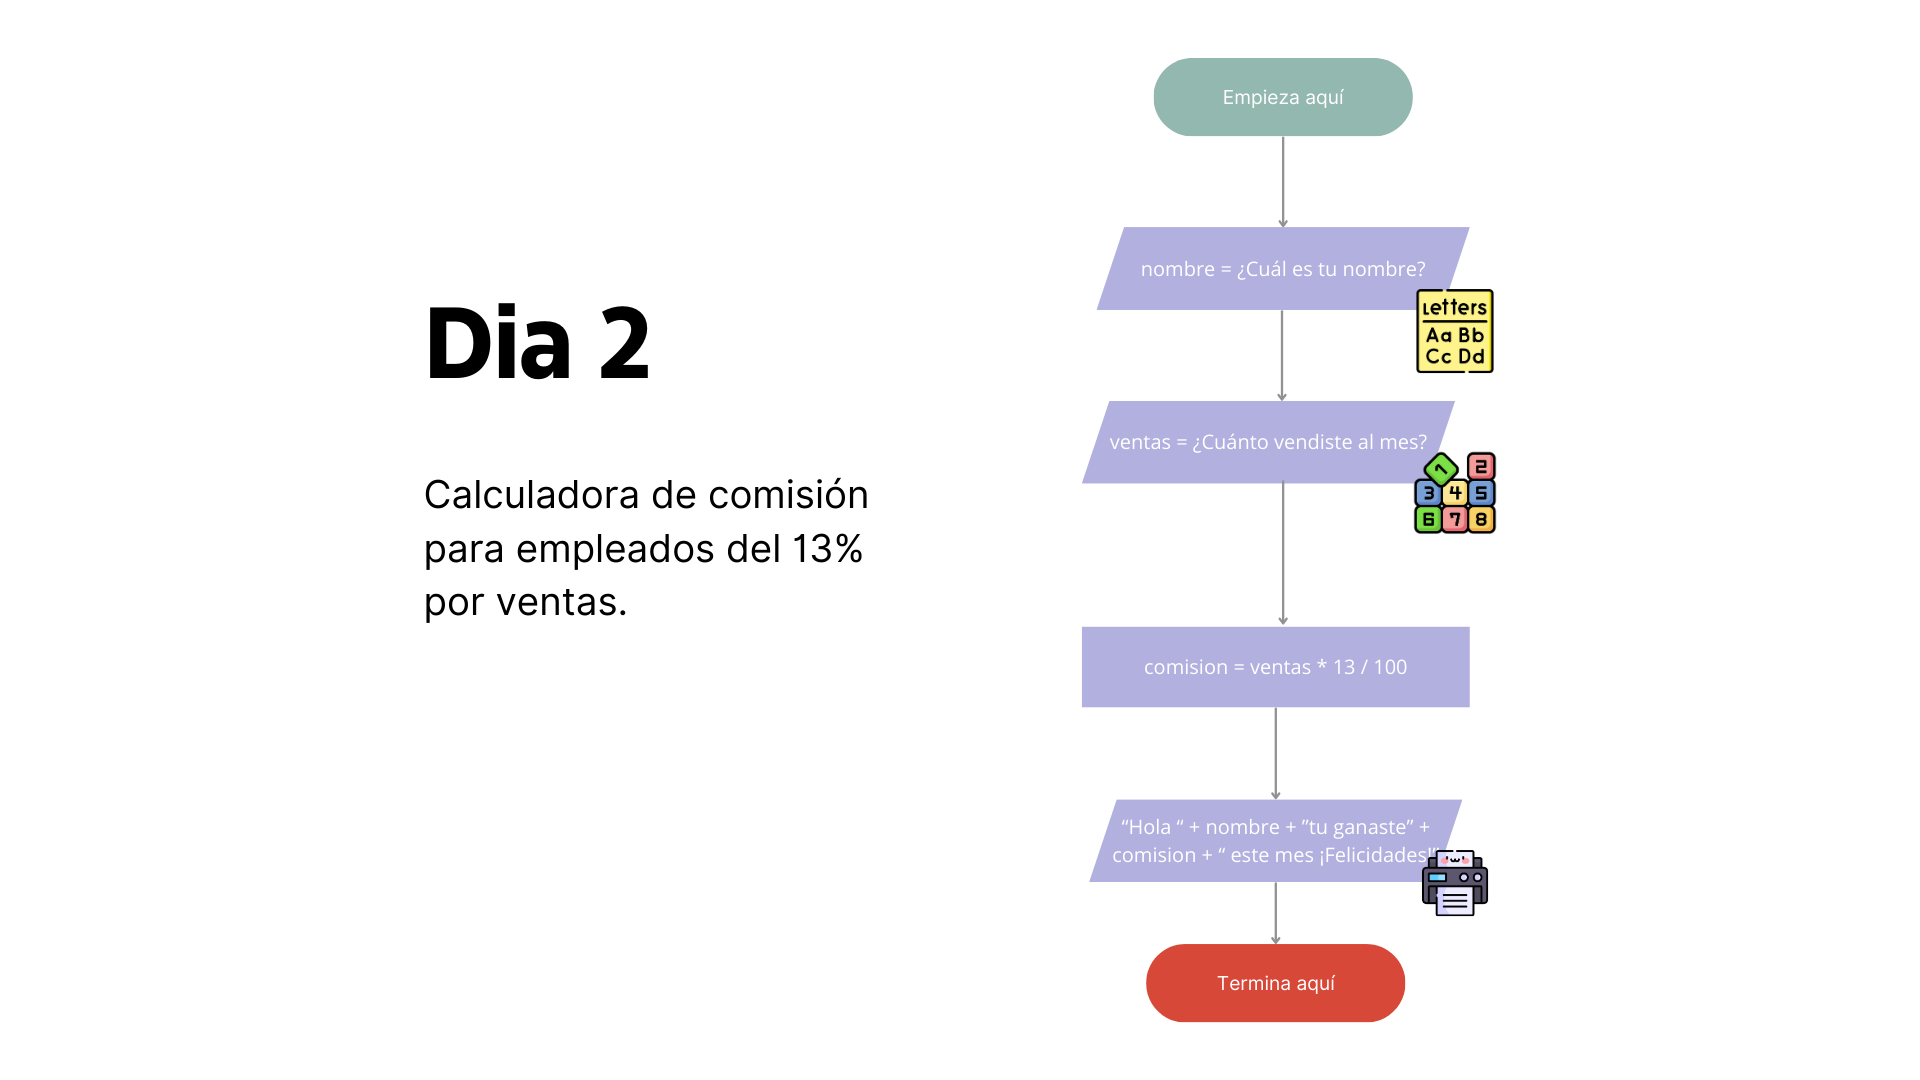 Dia 2
Calculadora de comisión
para empleados del 13%
por ventas.
Empieza aquí
nombre = ¿Cuál es tu nombre?
Letters
Aa Bb
Cc Dd
ventas = ¿Cuánto vendiste al mes?
1 2
3 4 5
6 7 8
comision = ventas * 13 / 100
“Hola “ + nombre + ”tu ganaste” +
comision + “ este mes ¡Felicidades!”
Termina aquí